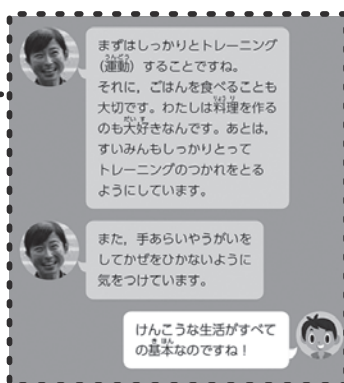 まずはしっかりとトレーニング
(運動)することですね。
それに，ごはんを食べることも
大切です。わたしは料理を作る
のも大好きなんです。あとは，
すいみんもしっかりとって
トレーニングのつかれをとる
ようにしています。
また，手あらいやうがいを
してかぜをひかないように
気をつけています。
けんこうな生活がすべて
の基本なのですね！